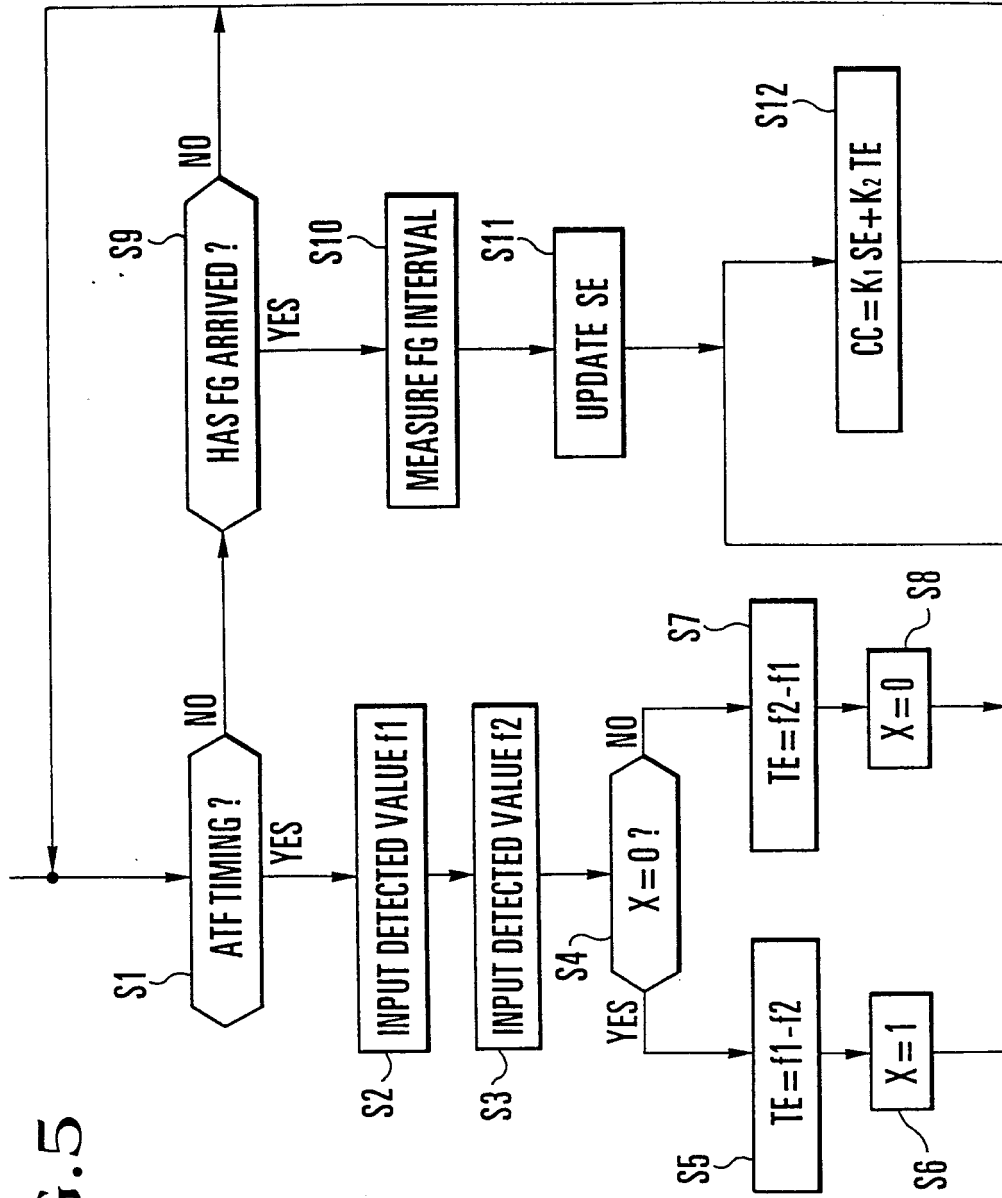 G.5
S1
ATF TIMING ?
NO
YES
S2
INPUT DETECTED VALUE f1
S3
INPUT DETECTED VALUE f2
S4
X = 0 ?
YES
NO
S5
TE = f1-f2
S6
X = 1
S7
TE = f2-f1
S8
X = 0
S9
HAS FG ARRIVED ?
NO
YES
S10
MEASURE FG INTERVAL
S11
UPDATE SE
S12
CC = K1 SE + K2 TE